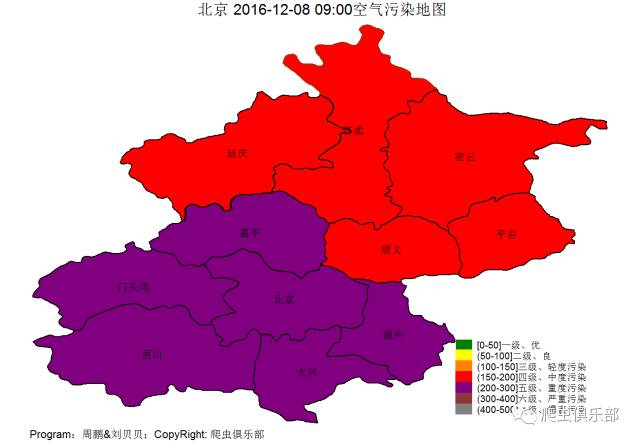 北京 2016-12-08 09:00空气污染地图
怀柔
延庆
密云
昌平
平谷
顺义
门头沟
北京
通州
房山
大兴
[0-50]一级、优
(50-100]二级、良
(100-150]三级、轻度污染
(150-200]四级、中度污染
(200-300]五级、重度污染
(300-400]六级、严重污染
(400-50
爬虫俱乐部
Program：周鹏&刘贝贝；CopyRight: 爬虫俱乐部